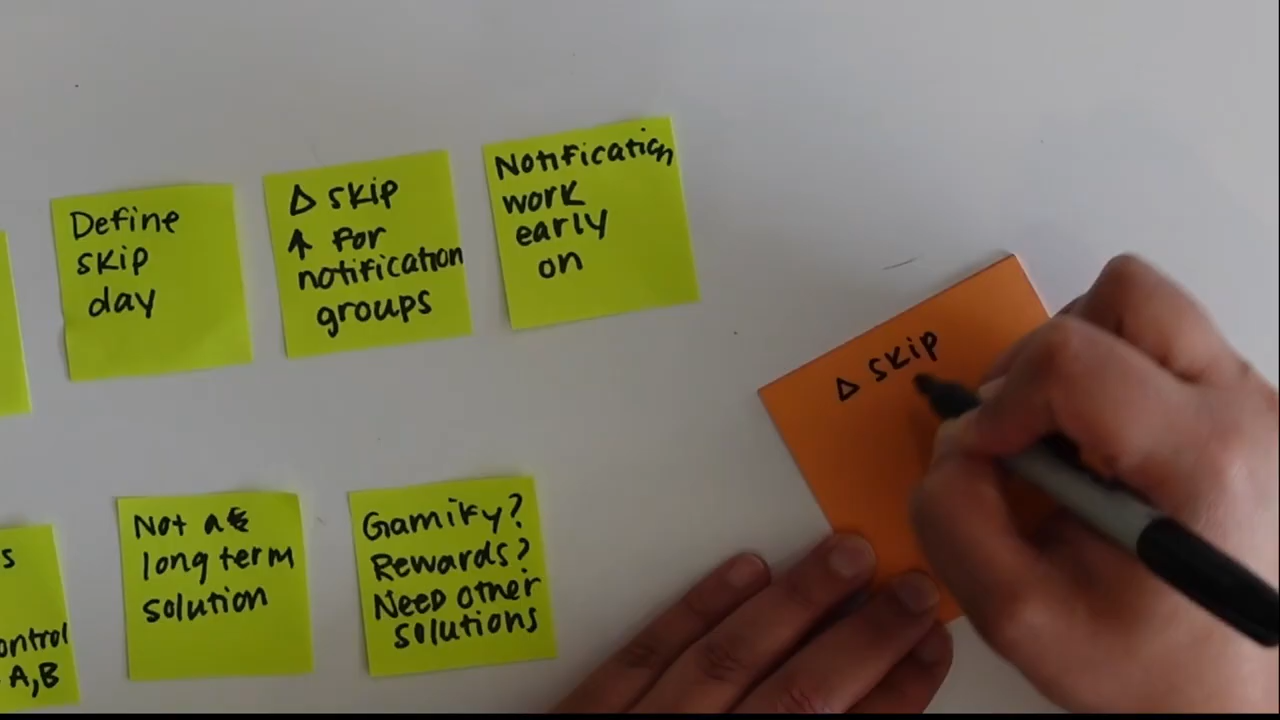 Define
skip
day
Δ skip
↑ for
notification
groups
Notification
work
early
on
Δ skip
s
ontrol
A,B
Not a
long term
solution
Gamify?
Rewards?
Need other
solutions